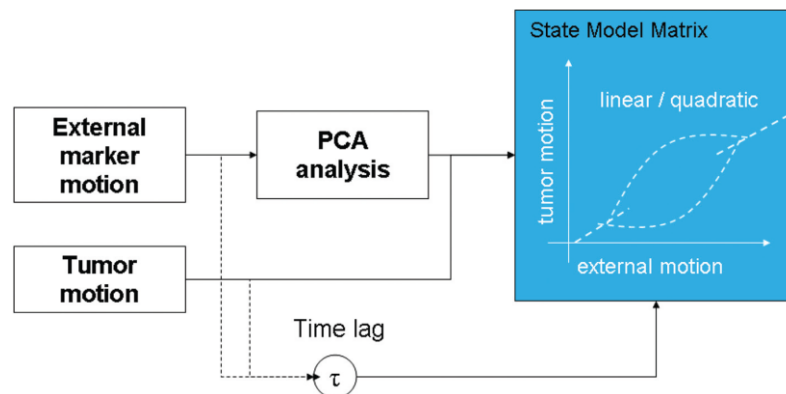 State Model Matrix
linear / quadratic
tumor motion
external motion
External
marker
motion
PCA
analysis
Tumor
motion
Time lag
τ